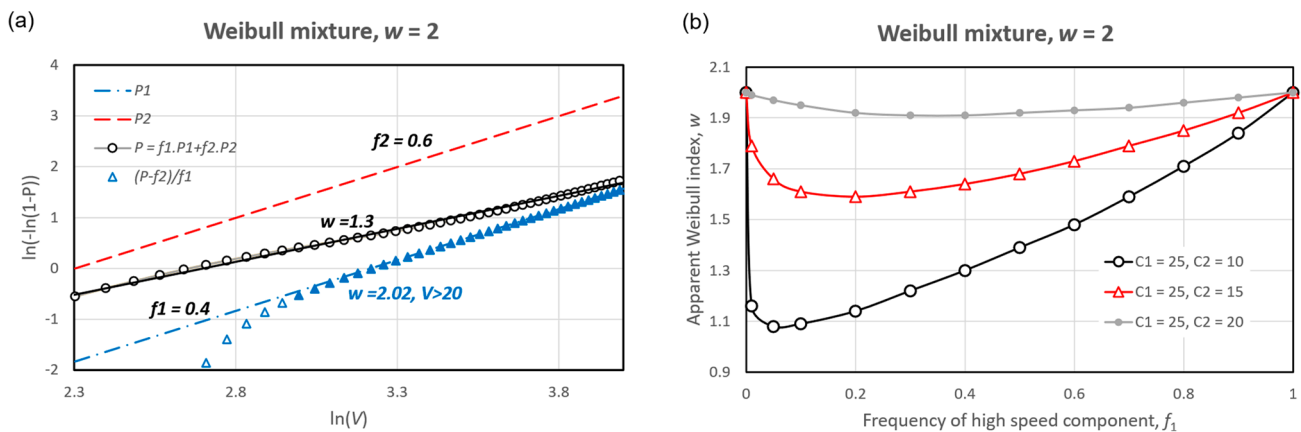 (a)
Weibull mixture, w = 2
ln(-ln(1-P))
4
3
2
1
0
-1
-2
P1
P2
P = f1.P1+f2.P2
(P-f2)/f1
f2 = 0.6
w =1.3
w =2.02, V>20
f1 = 0.4
2.3
2.8
3.3
3.8
ln(V)
(b)
Weibull mixture, w = 2
Apparent Weibull index, w
2.1
1.9
1.7
1.5
1.3
1.1
0.9
C1 = 25, C2 = 10
C1 = 25, C2 = 15
C1 = 25, C2 = 20
0
0.2
0.4
0.6
0.8
1
Frequency of high speed component, f1